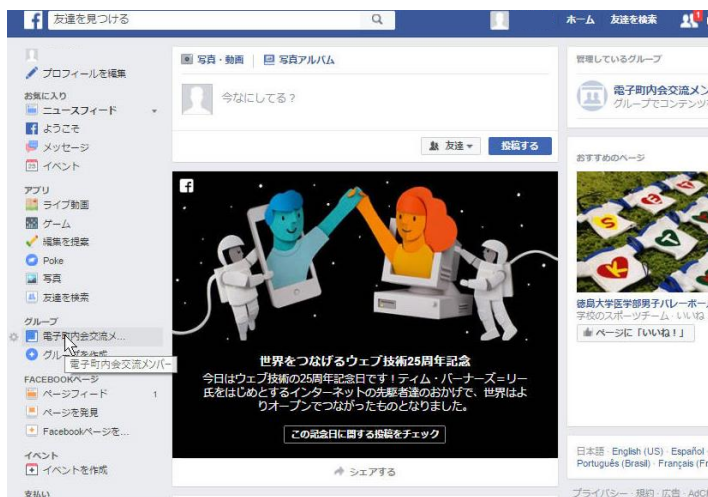 友達を見つける
ホーム 友達を検索
1
プロフィールを編集
お気に入り
ニュースフィード
ようこそ
メッセージ
イベント
アプリ
ライブ動画
ゲーム
編集を提案
Poke
写真
友達を検索
グループ
電子町内会交流メ...
電子町内会交流メンバー
FACEBOOKページ
ページフィード 1
ページを発見
Facebookページを...
イベント
イベントを作成
支払い
写真・動画 写真アルバム
今なにしてる？
友達 投稿する
世界をつなげるウェブ技術25周年記念
今日はウェブ技術の25周年記念日です！ティム・バーナーズ=リー
氏をはじめとするインターネットの先駆者達のおかげで、世界はよ
りオープンでつながったものとなりました。
この記念日に関する投稿をチェック
シェアする
管理しているグループ
電子町内会交流メン
グループでコンテンツ
おすすめのページ
S K T
徳島大学医学部男子バレーボー
学校のスポーツチーム · いいね
ページに「いいね！」
日本語 · English (US) · Español ·
Português (Brasil) · Français (Fr
プライバシー · 規約 · 広告 · AdC